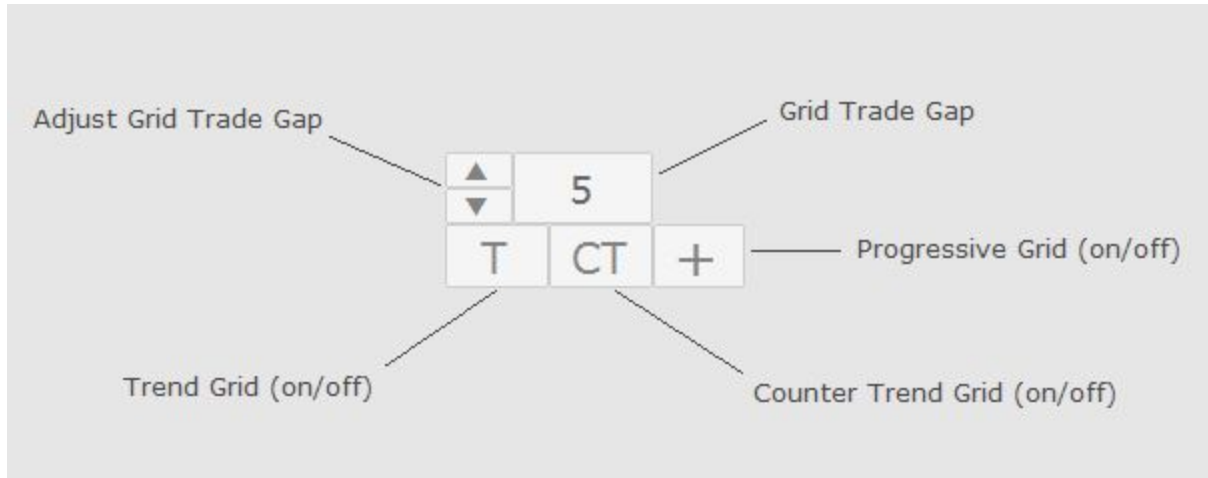 Adjust Grid Trade Gap
Grid Trade Gap
▲
5
▼
T CT +
Progressive Grid (on/off)
Trend Grid (on/off)
Counter Trend Grid (on/off)